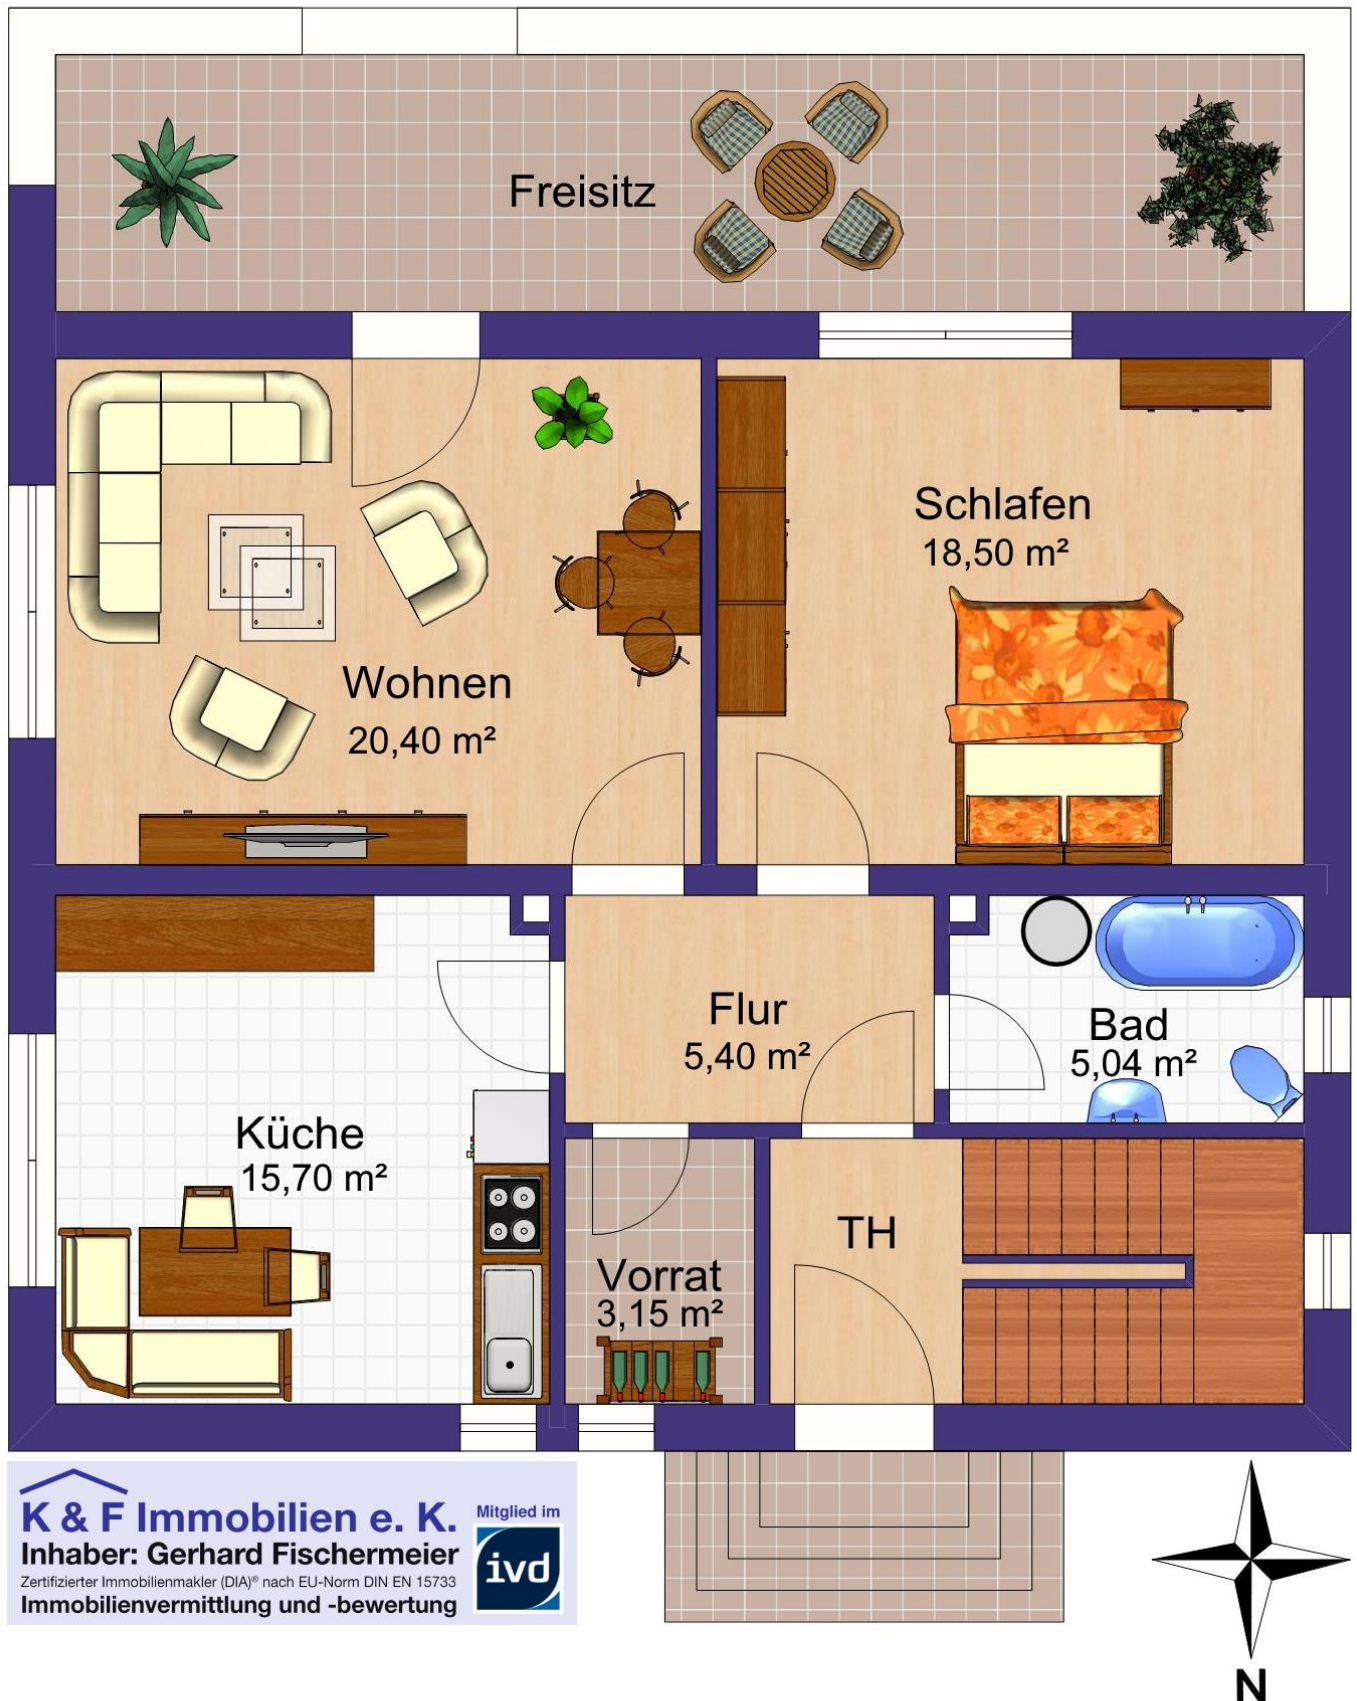 Freisitz
Schlafen
18,50 m²
Wohnen
20,40 m²
Flur
5,40 m²
Bad
5,04 m²
Küche
15,70 m²
TH
Vorrat
3,15 m²
K & F Immobilien e. K.
Inhaber: Gerhard Fischermeier
Zertifizierter Immobilienmakler (DIA)® nach EU-Norm DIN EN 15733
Immobilienvermittlung und -bewertung
Mitglied im
ivd
N